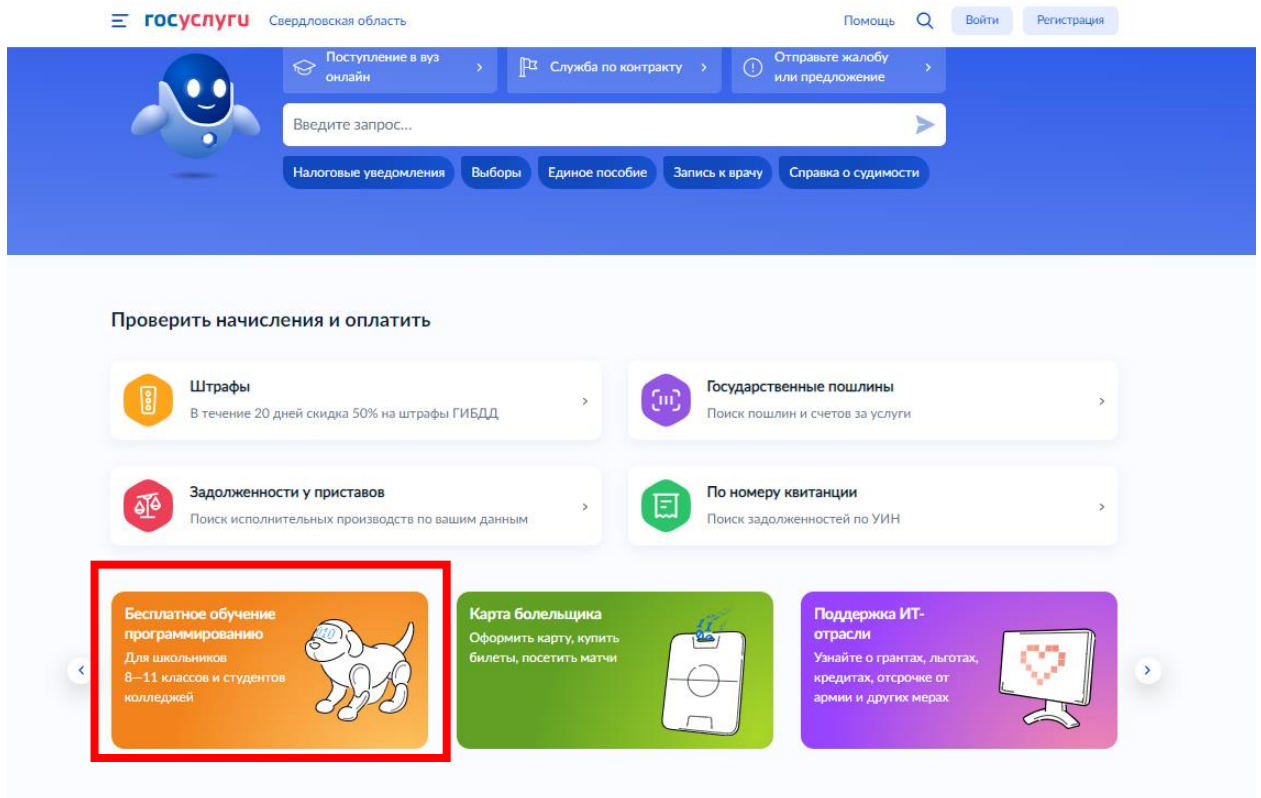 госуслуги Свердловская область Помощь Войти Регистрация
Поступление в вуз онлайн
Служба по контракту
Отправьте жалобу или предложение
Введите запрос...
Налоговые уведомления Выборы Единое пособие Запись к врачу Справка о судимости
Проверить начисления и оплатить
Штрафы
В течение 20 дней скидка 50% на штрафы ГИБДД
Государственные пошлины
Поиск пошлин и счетов за услуги
Задолженности у приставов
Поиск исполнительных производств по вашим данным
По номеру квитанции
Поиск задолженностей по УИН
Бесплатное обучение
программированию
Для школьников
8—11 классов и студентов
колледжей
Карта болельщика
Оформить карту, купить
билеты, посетить матчи
Поддержка ИТ-
отрасли
Узнайте о грантах, льготах,
кредитах, отсрочке от
армии и других мерах